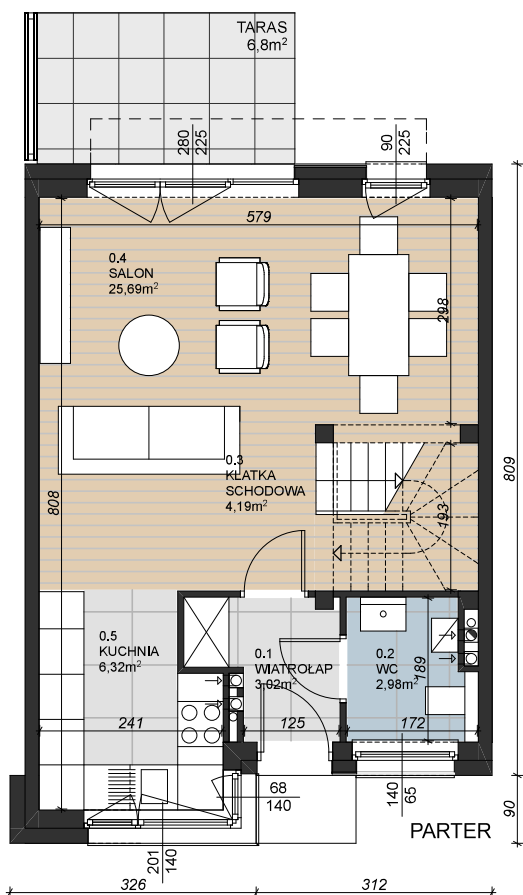 TARAS
6,8m²
280
225
90
225
579
0.4
SALON
25,69m²
298
0.3
KLATKA
SCHODOWA
4,19m²
808
193
809
0.5
KUCHNIA
6,32m²
0.1
WIATROŁAP
3,02m²
0.2
WC
2,98m²
189
241
125
172
68
140
140
65
90
PARTER
201
140
326
312